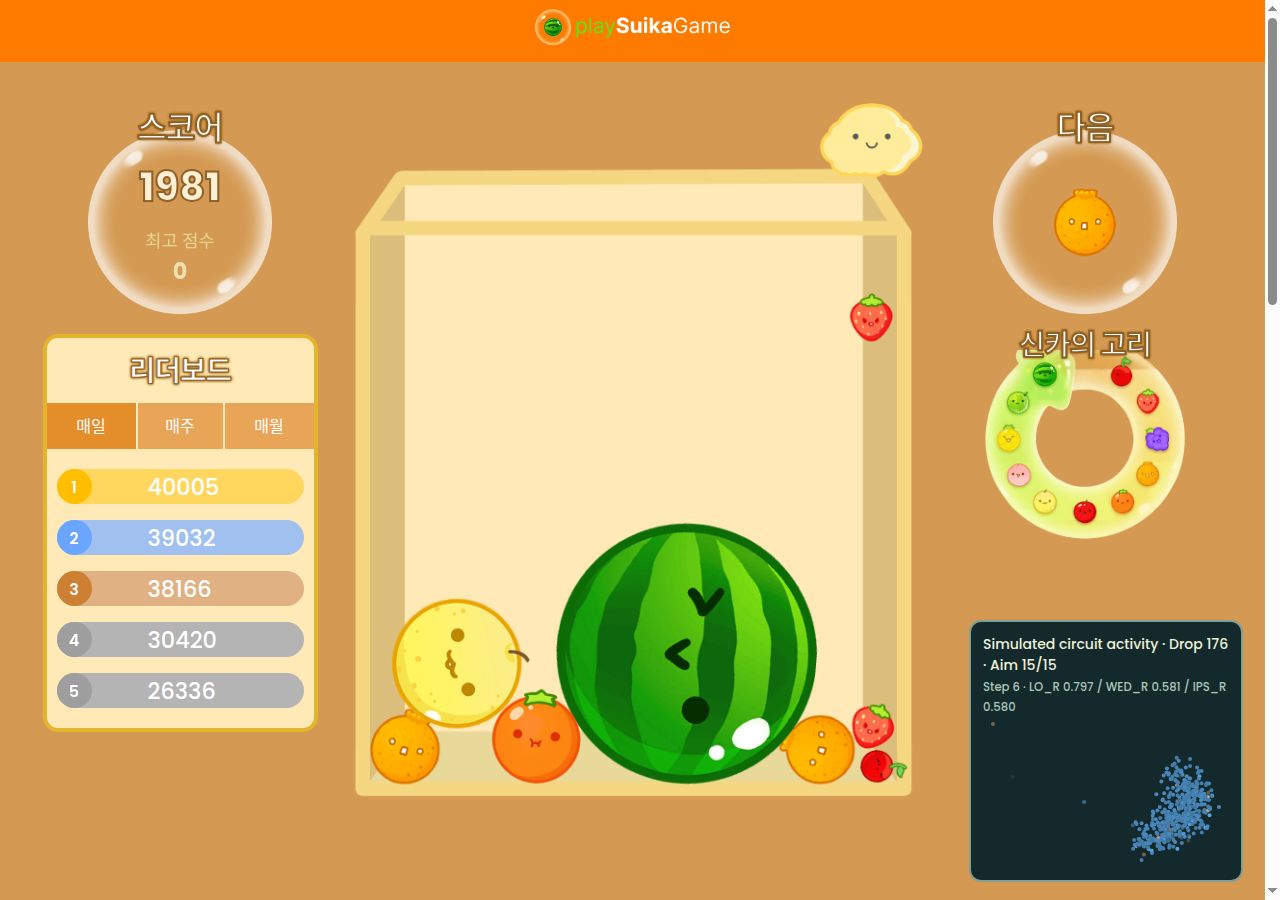 playSuikaGame
스코어
1981
최고 점수
0
다음
리더보드
매일
매주
매월
1
40005
2
39032
3
38166
4
30420
5
26336
신카의 고리
Simulated circuit activity · Drop 176
· Aim 15/15
Step 6 · LO_R 0.797 / WED_R 0.581 / IPS_R
0.580